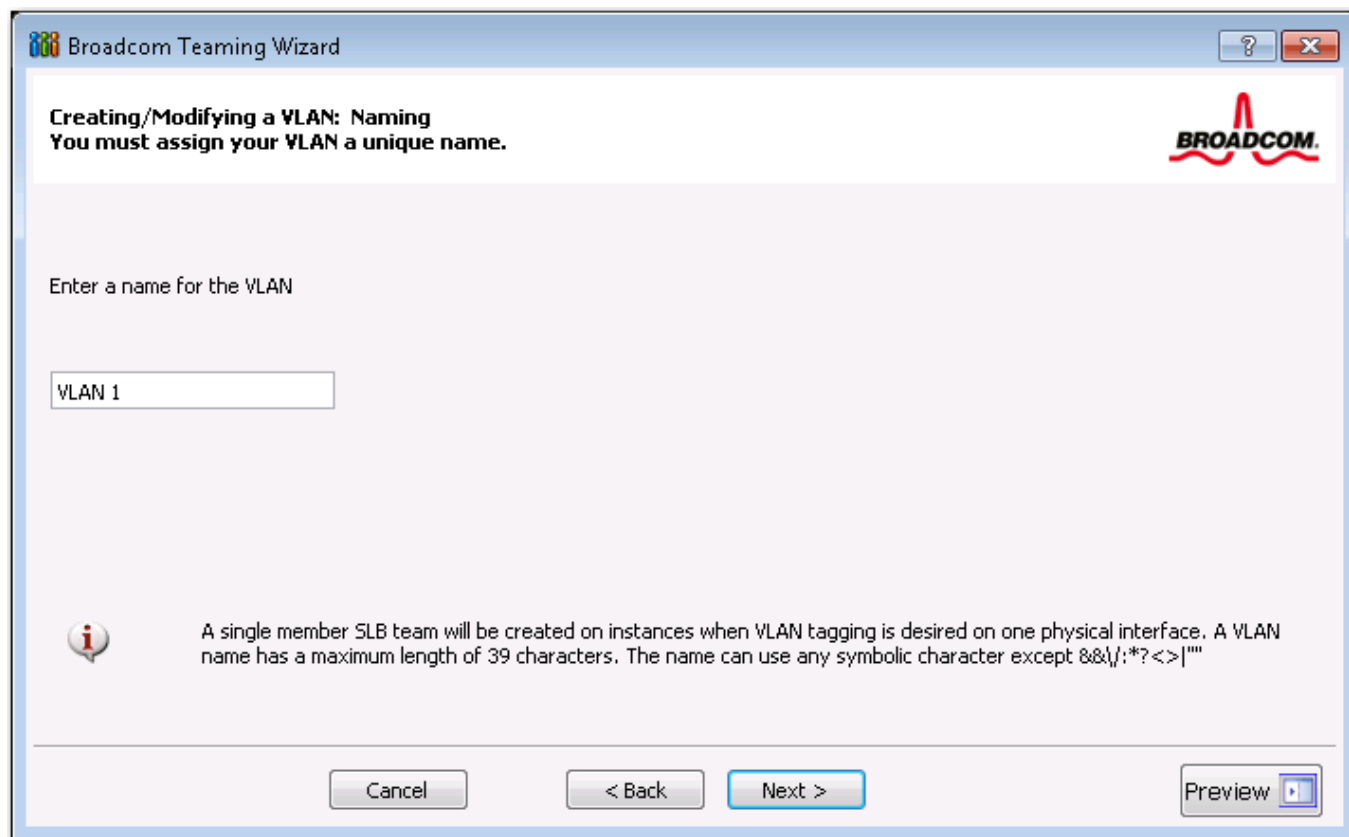 Broadcom Teaming Wizard
?
Creating/Modifying a VLAN: Naming
You must assign your VLAN a unique name.
BROADCOM.
Enter a name for the VLAN
VLAN 1
A single member SLB team will be created on instances when VLAN tagging is desired on one physical interface. A VLAN
name has a maximum length of 39 characters. The name can use any symbolic character except &&\/:*?<>|""
Cancel
< Back
Next >
Preview